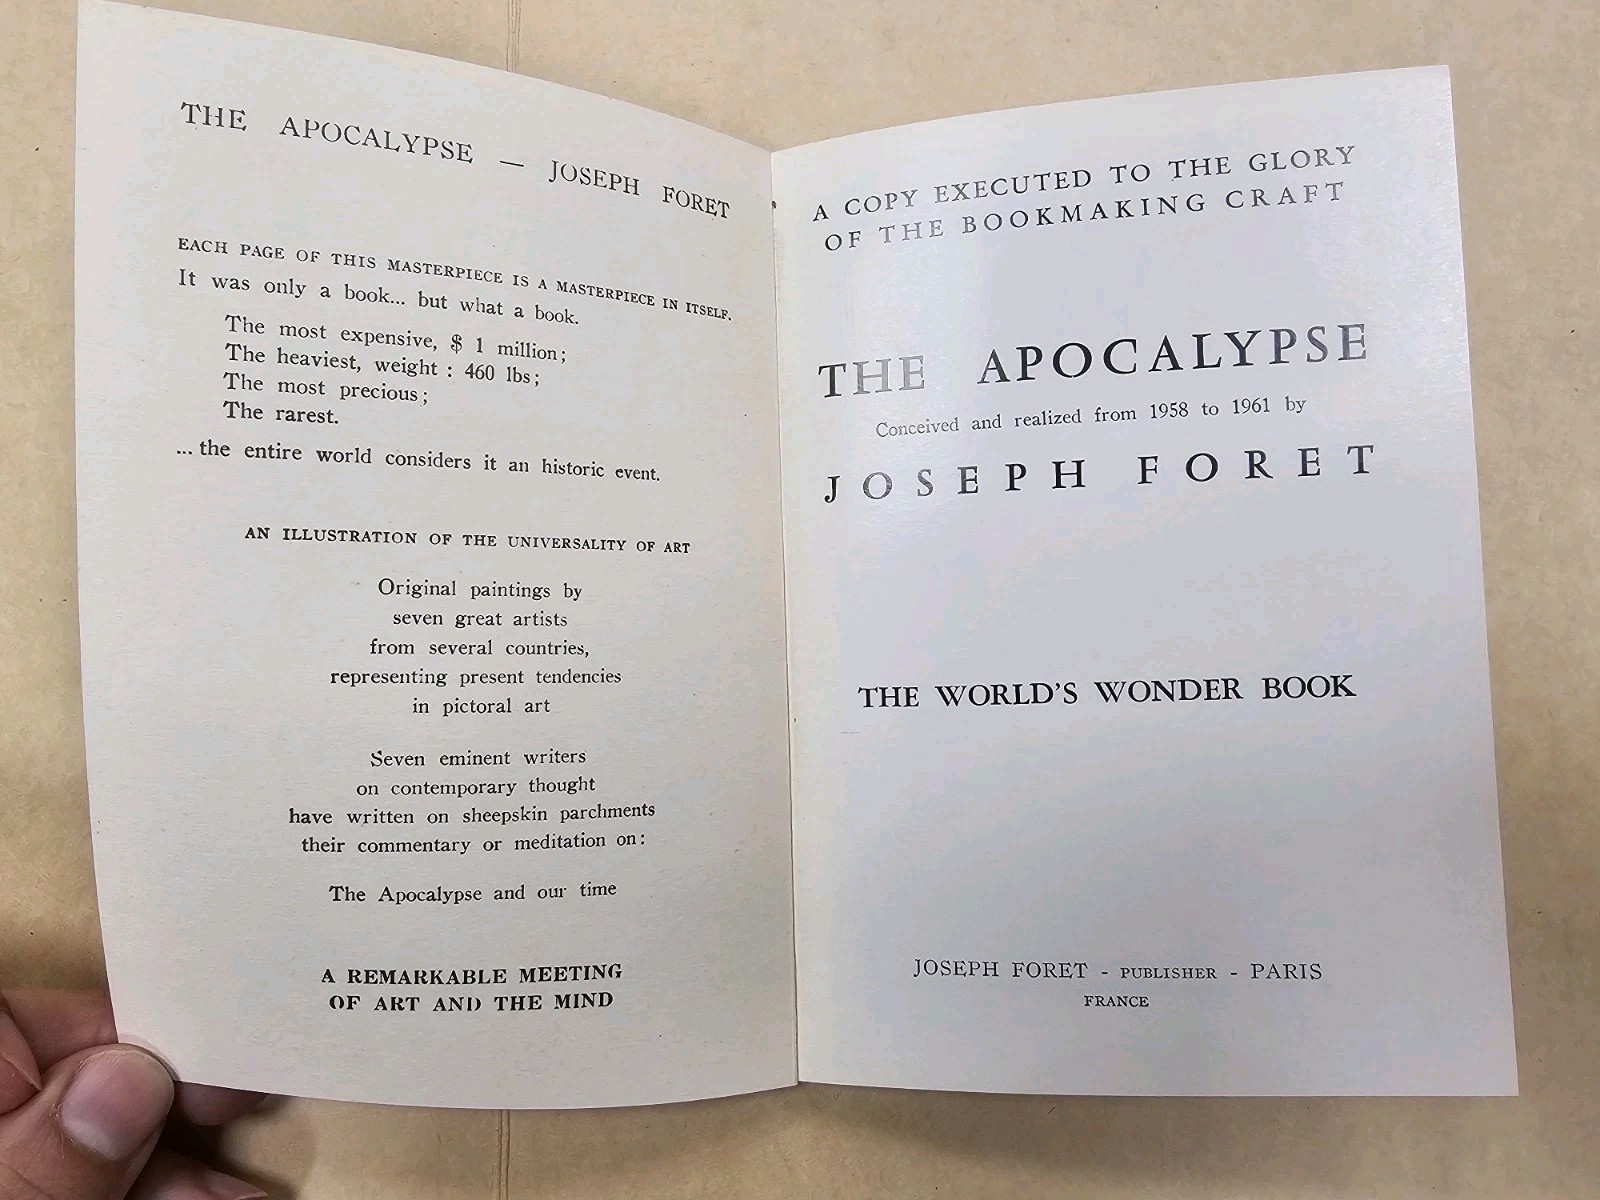 THE APOCALYPSE — JOSEPH FORET
EACH PAGE OF THIS MASTERPIECE IS A MASTERPIECE IN ITSELF.
It was only a book... but what a book.
The most expensive, $ 1 million;
The heaviest, weight : 460 lbs;
The most precious;
The rarest.
... the entire world considers it an historic event.
AN ILLUSTRATION OF THE UNIVERSALITY OF ART
Original paintings by
seven great artists
from several countries,
representing present tendencies
in pictoral art
Seven eminent writers
on contemporary thought
have written on sheepskin parchments
their commentary or meditation on:
The Apocalypse and our time
A REMARKABLE MEETING
OF ART AND THE MIND
A COPY EXECUTED TO THE GLORY
OF THE BOOKMAKING CRAFT
THE APOCALYPSE
Conceived and realized from 1958 to 1961 by
JOSEPH FORET
THE WORLD'S WONDER BOOK
JOSEPH FORET - PUBLISHER - PARIS
FRANCE